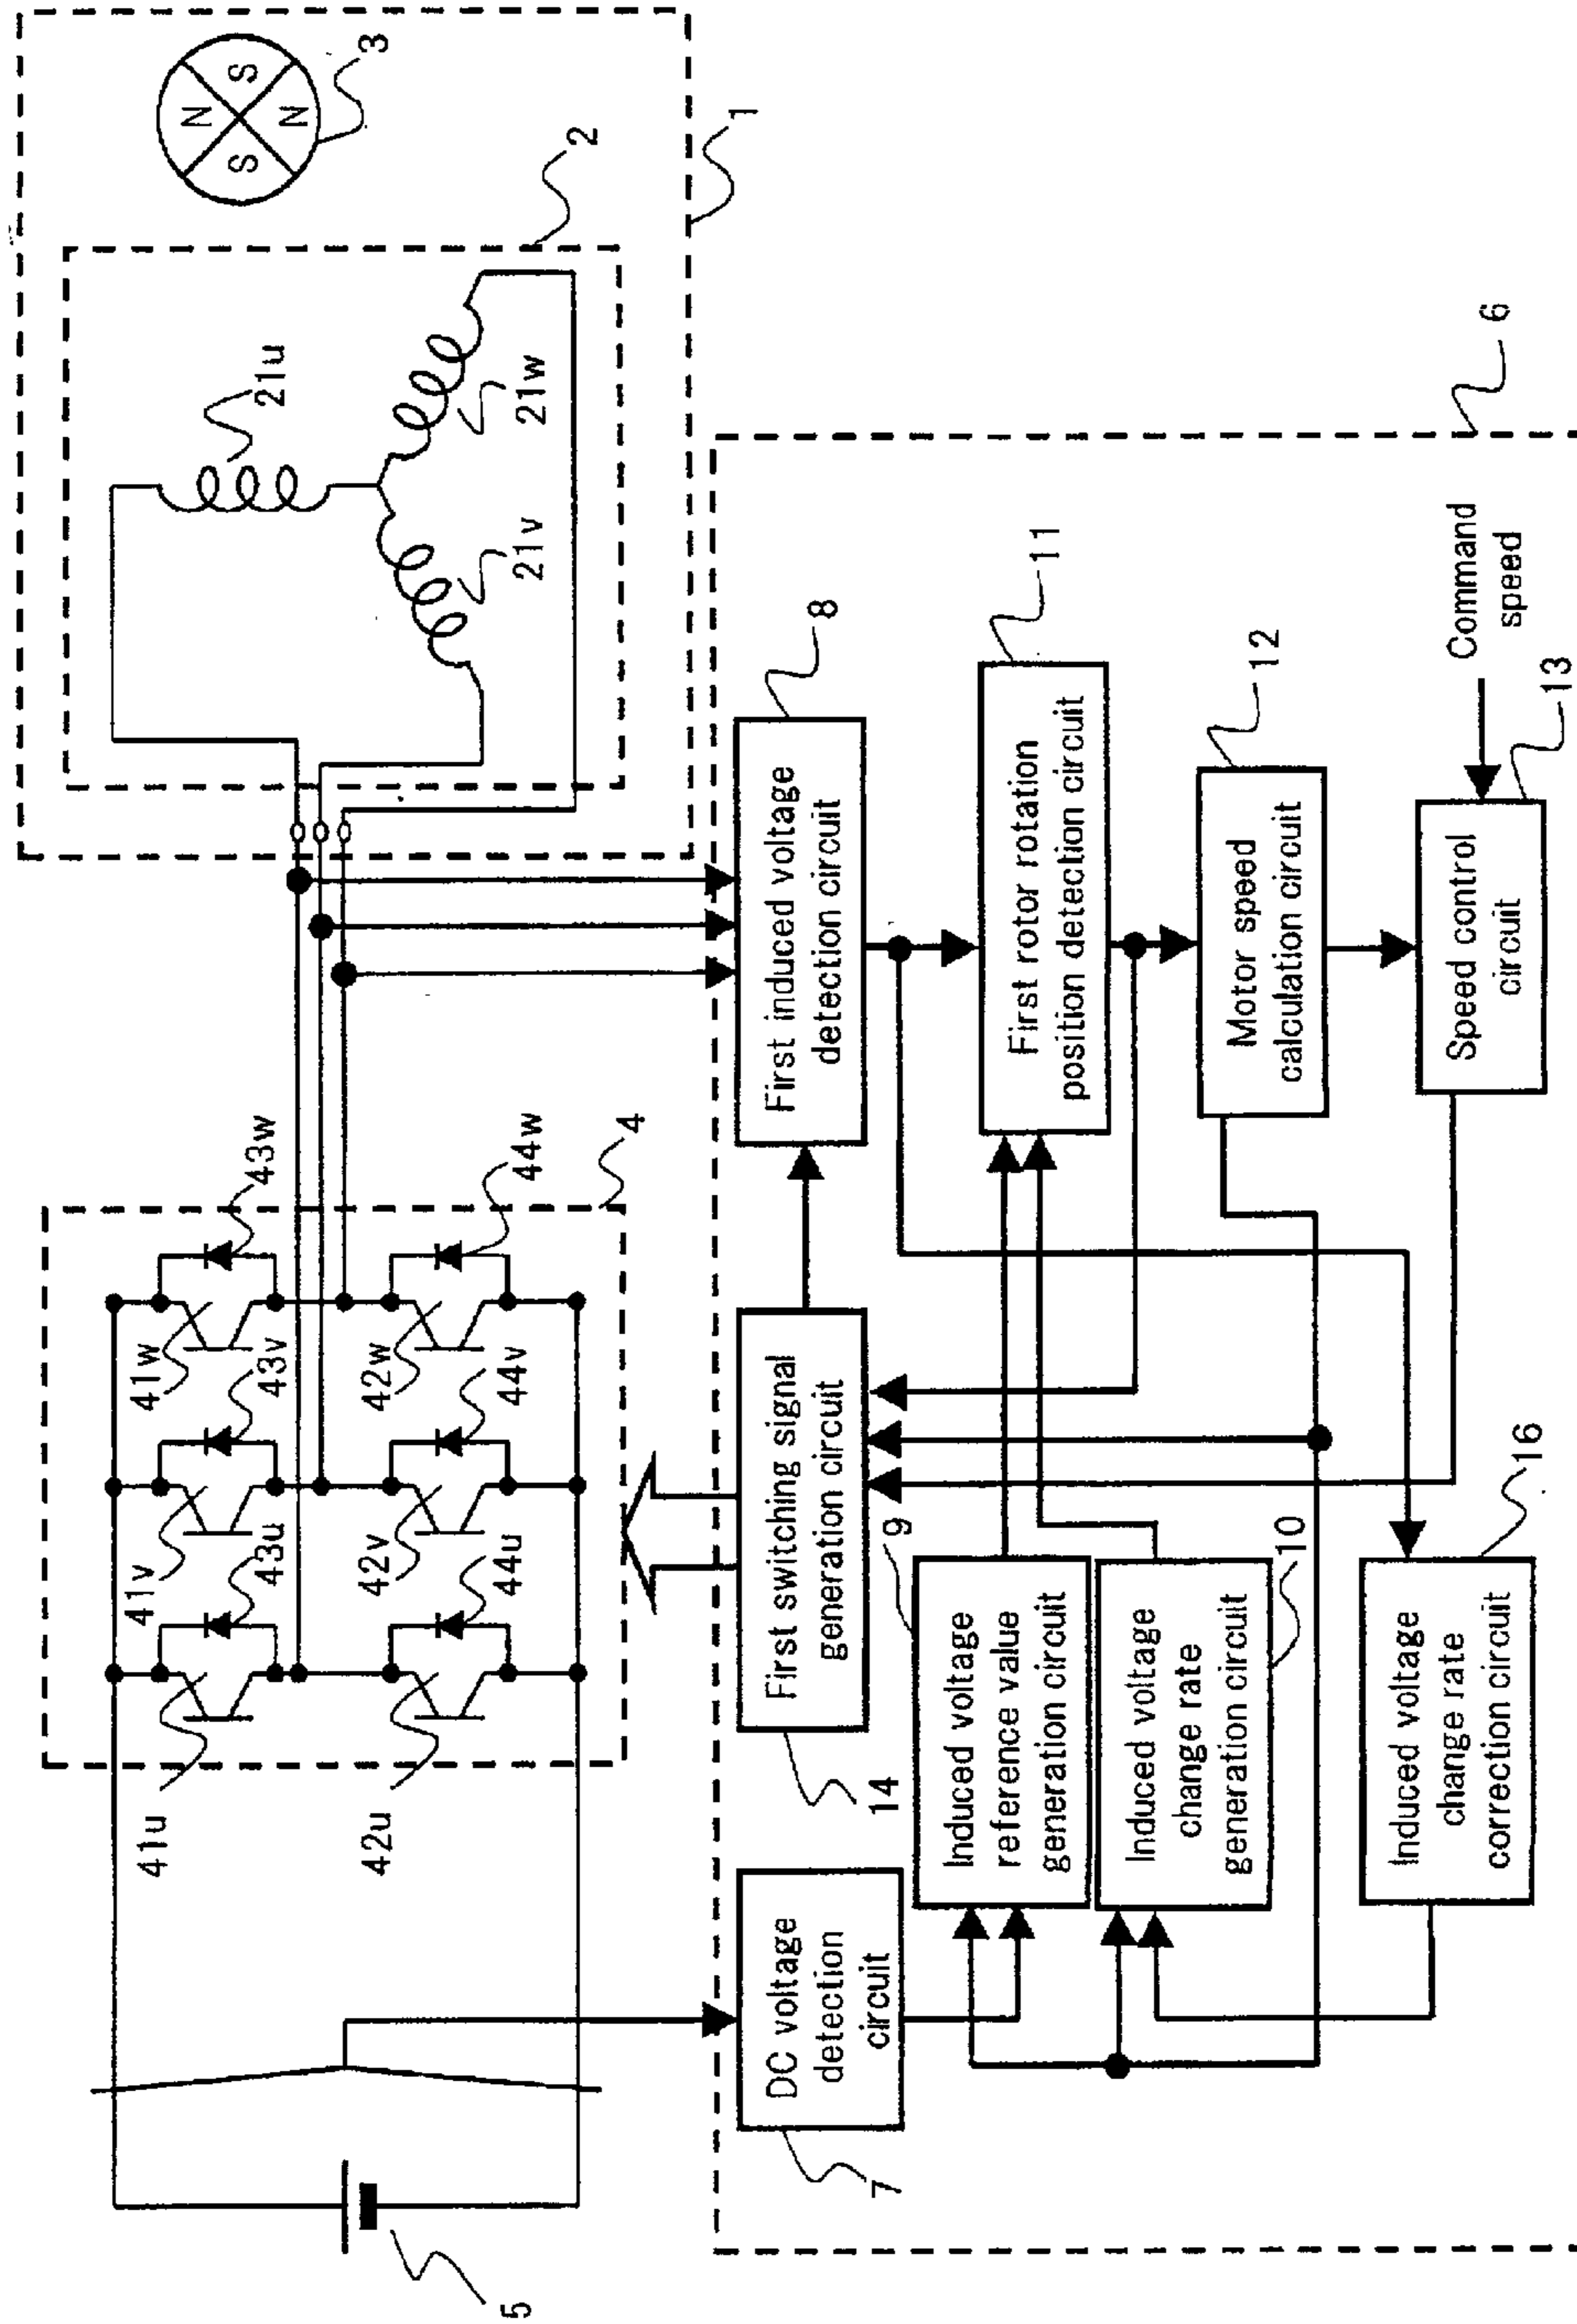 N
S
S
N
3
1
2
21u
21w
21v
43w
44w
4
41w
43v
42w
44v
41v
43u
42v
44u
41u
42u
5
6
DC voltage
detection
circuit
7
First switching signal
generation circuit
14
First induced voltage
detection circuit
8
Induced voltage
reference value
generation circuit
9
Induced voltage
change rate
generation circuit
10
First rotor rotation
position detection circuit
11
Motor speed
calculation circuit
12
Induced voltage
change rate
correction circuit
16
Speed control
circuit
13
Command
speed